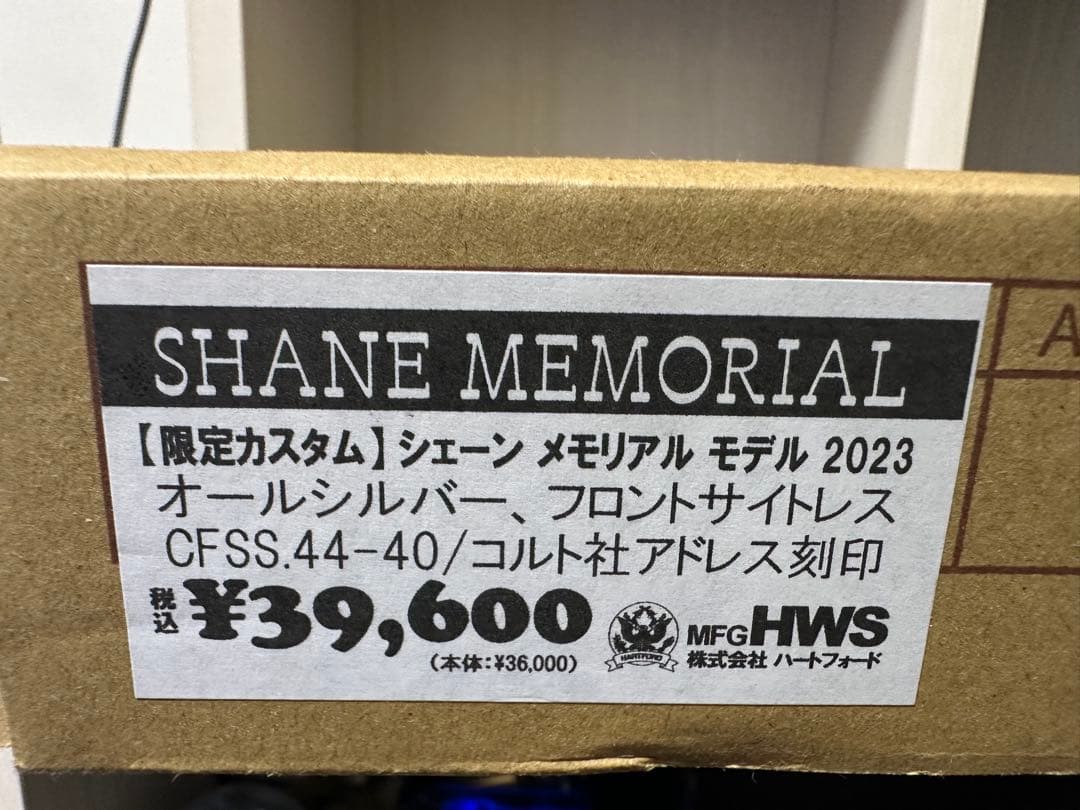 SHANE MEMORIAL
【限定カスタム】シェーン メモリアル モデル 2023
オールシルバー、フロントサイトレス
CFSS.44-40/コルト社アドレス刻印
税込 ¥39,600
(本体:¥36,000)
HARTFORD
MFG HWS
株式会社 ハートフォード
A